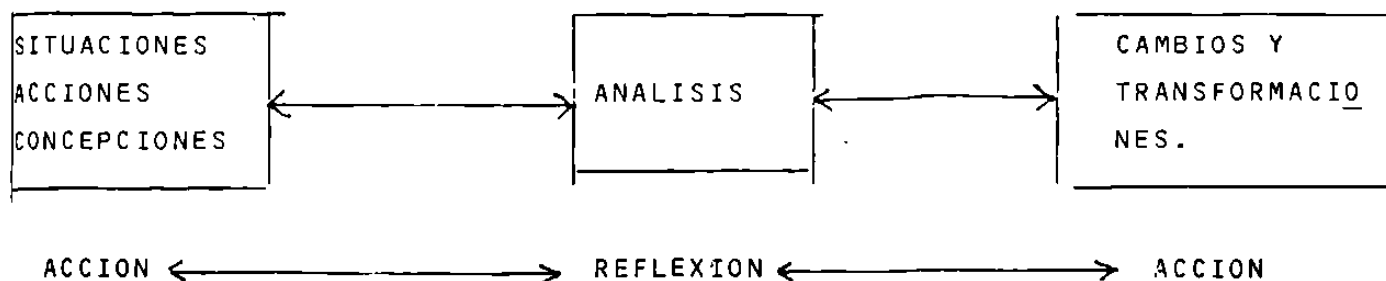 SITUACIONES
ACCIONES
CONCEPCIONES
ANALISIS
CAMBIOS Y
TRANSFORMACIO
NES.
ACCION REFLEXION ACCION